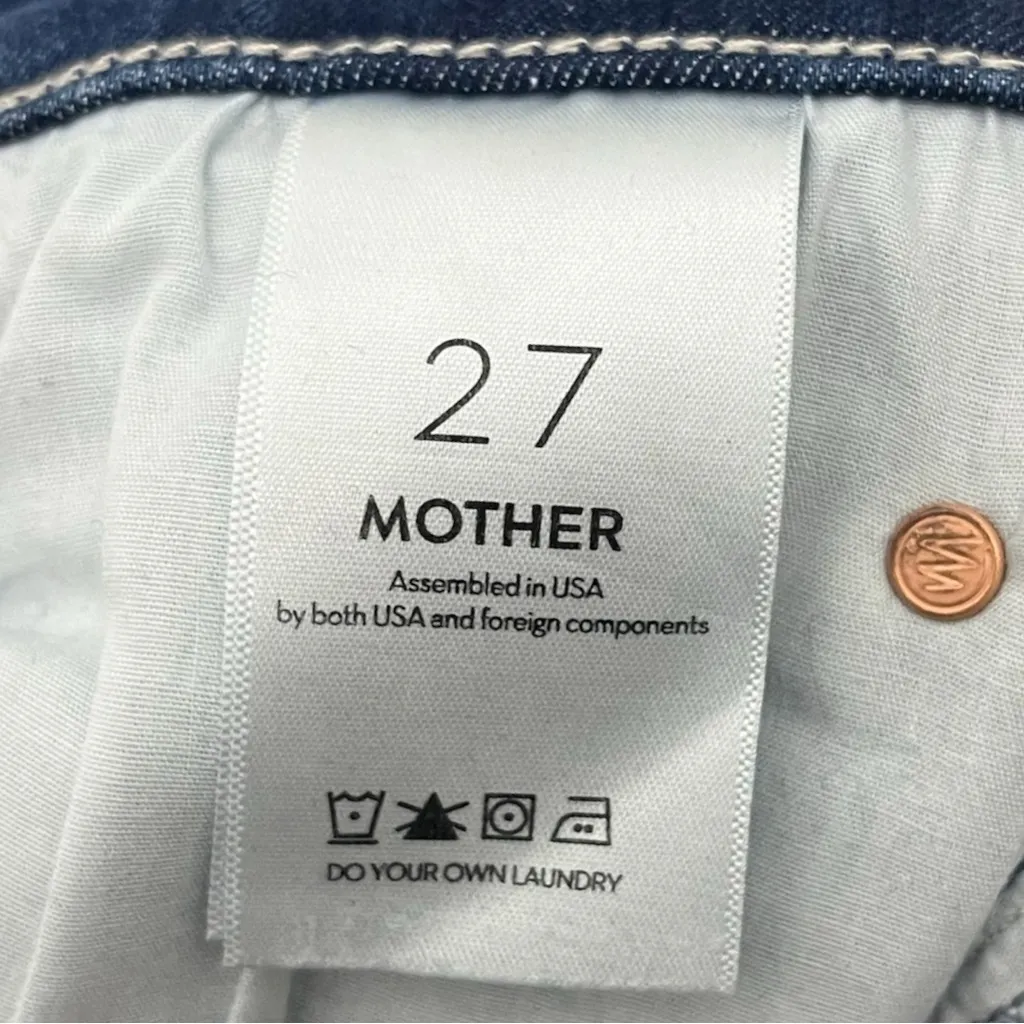 27
MOTHER
Assembled in USA
by both USA and foreign components
DO YOUR OWN LAUNDRY